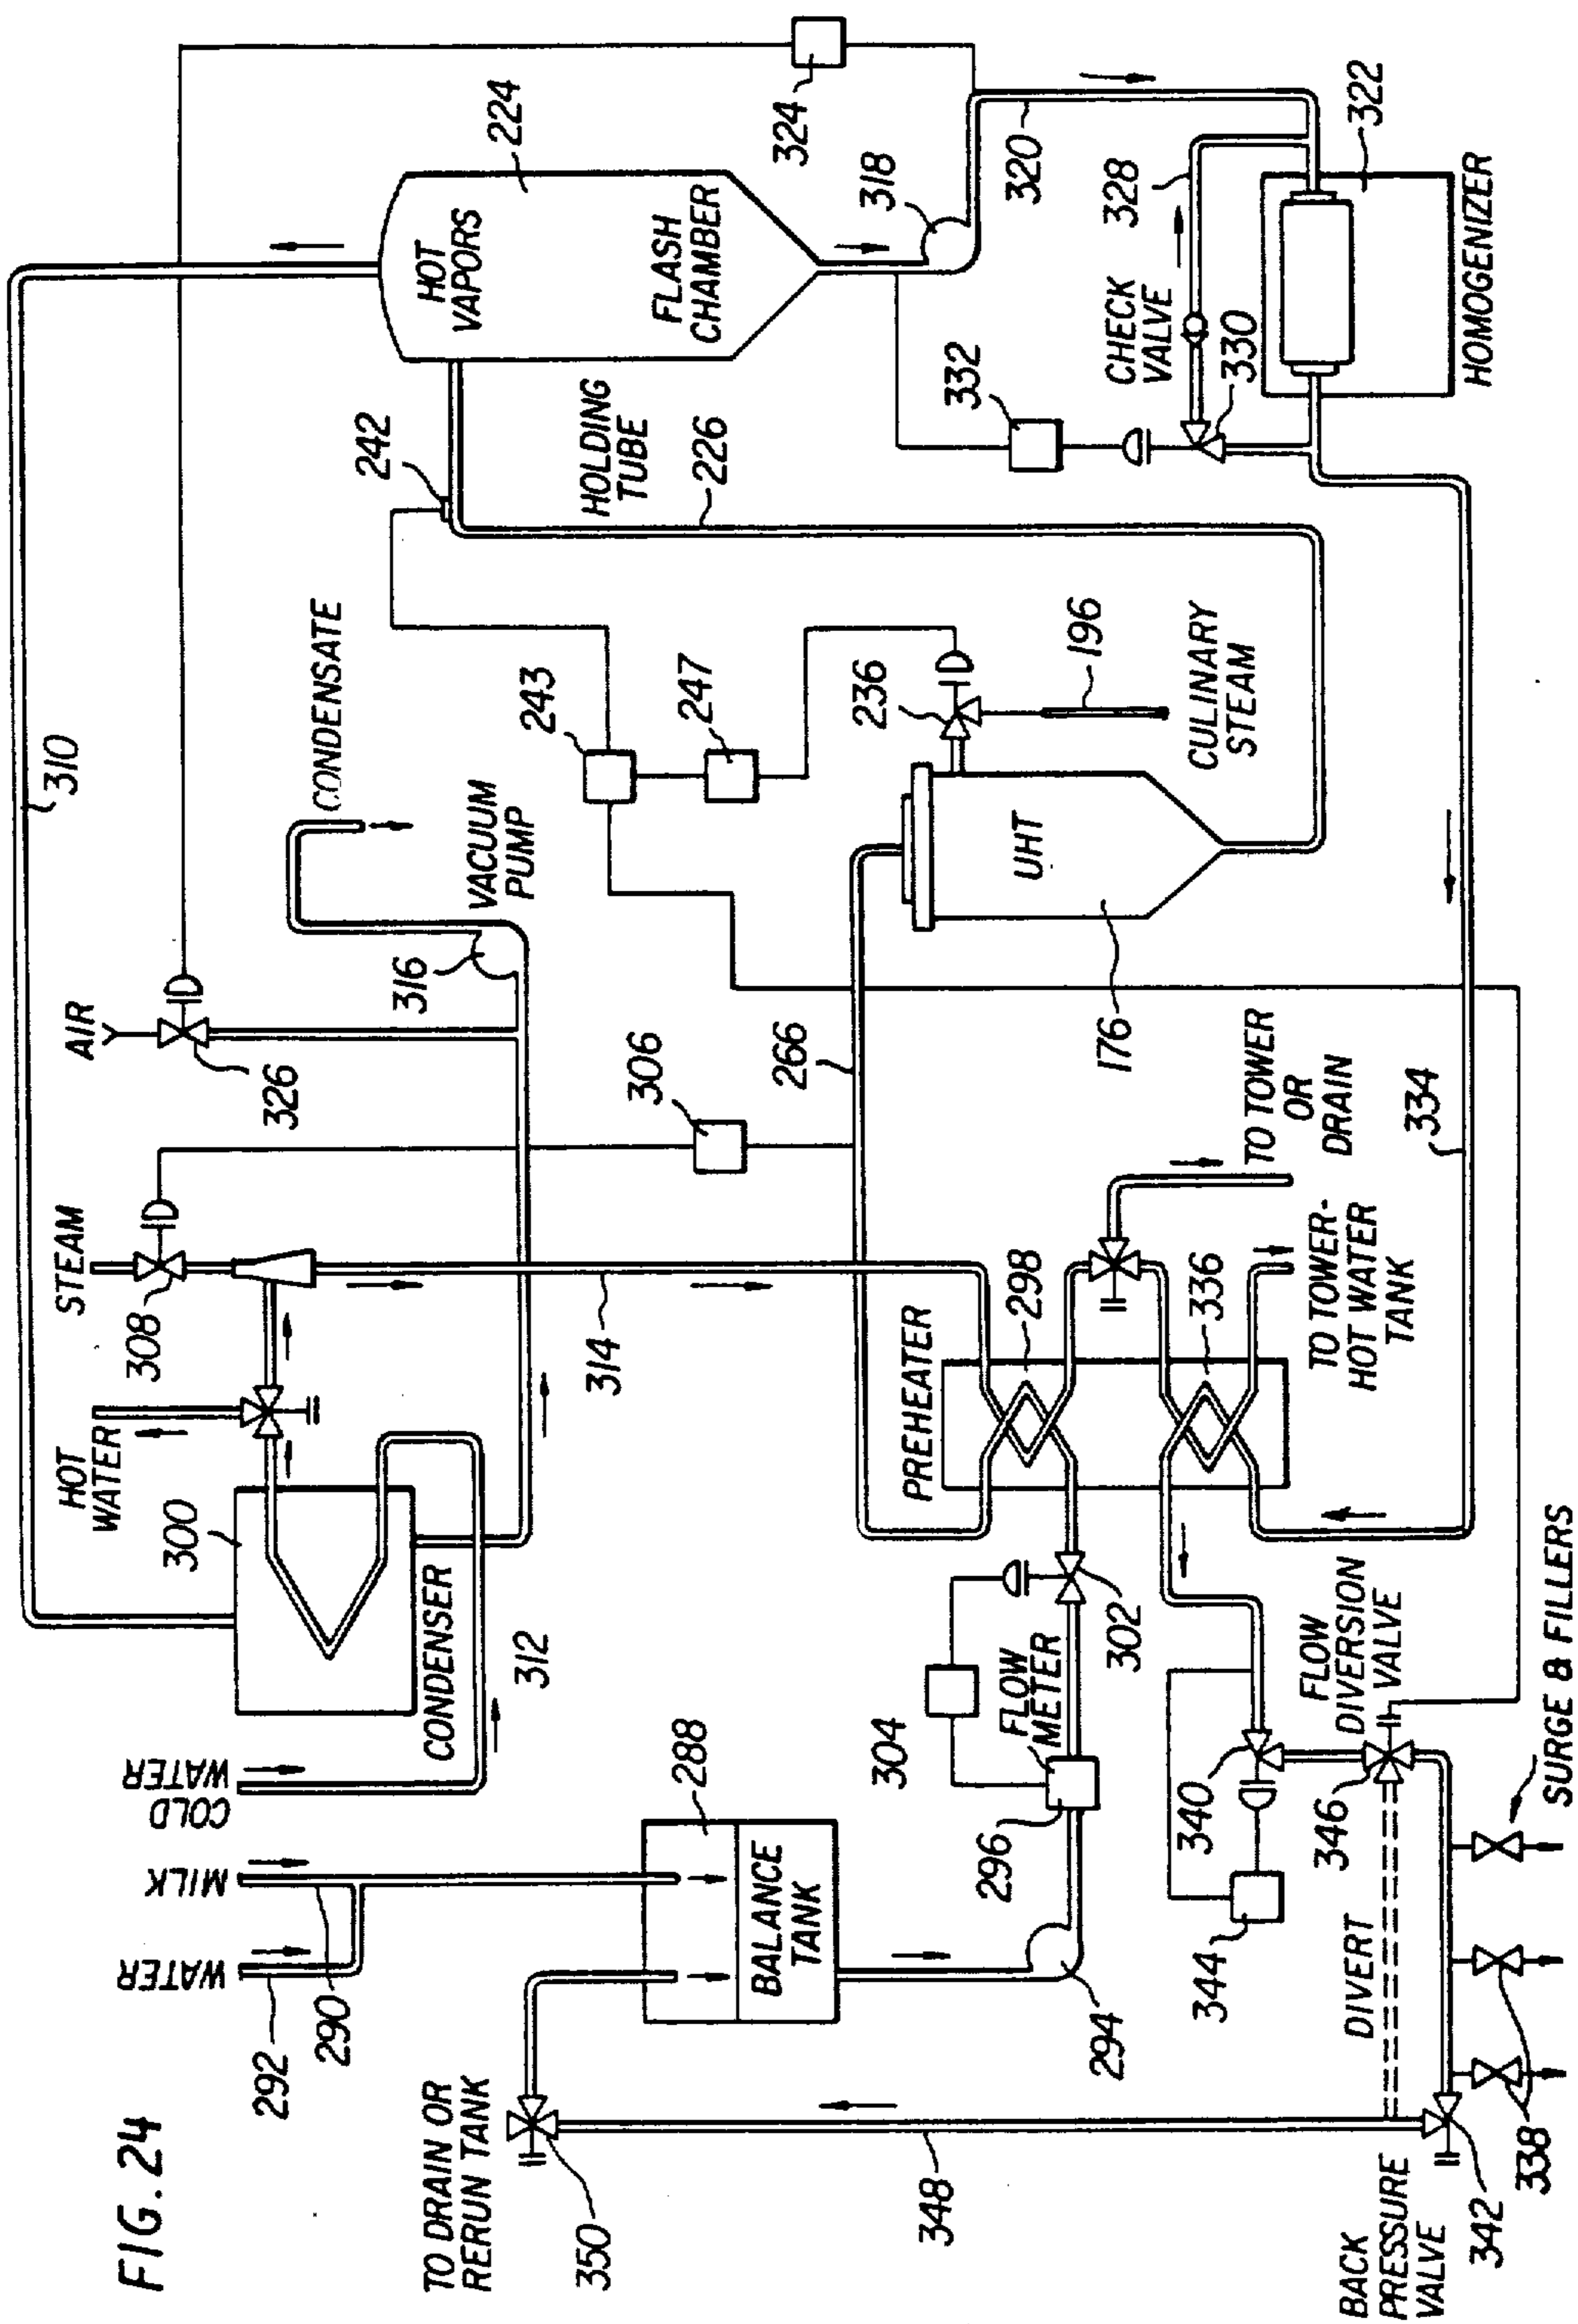 FIG. 24
TO DRAIN OR
RERUN TANK
350
348
BACK
PRESSURE
VALVE
342
338
292
290
WATER
MILK
COLD
WATER
288
BALANCE
TANK
294
296
304
FLOW
METER
302
344
340
346
DIVERT
FLOW
DIVERSION
VALVE
SURGE & FILLERS
HOT
WATER
300
CONDENSER
312
STEAM
308
314
PREHEATER
298
336
TO TOWER
OR
DRAIN
TO TOWER-
HOT WATER
TANK
334
AIR
326
306
266
316
VACUUM
PUMP
CONDENSATE
310
243
247
236
UHT
176
196
CULINARY
STEAM
242
HOLDING
TUBE
226
HOT
VAPORS
224
FLASH
CHAMBER
332
CHECK
VALVE
330
328
318
320
324
322
HOMOGENIZER